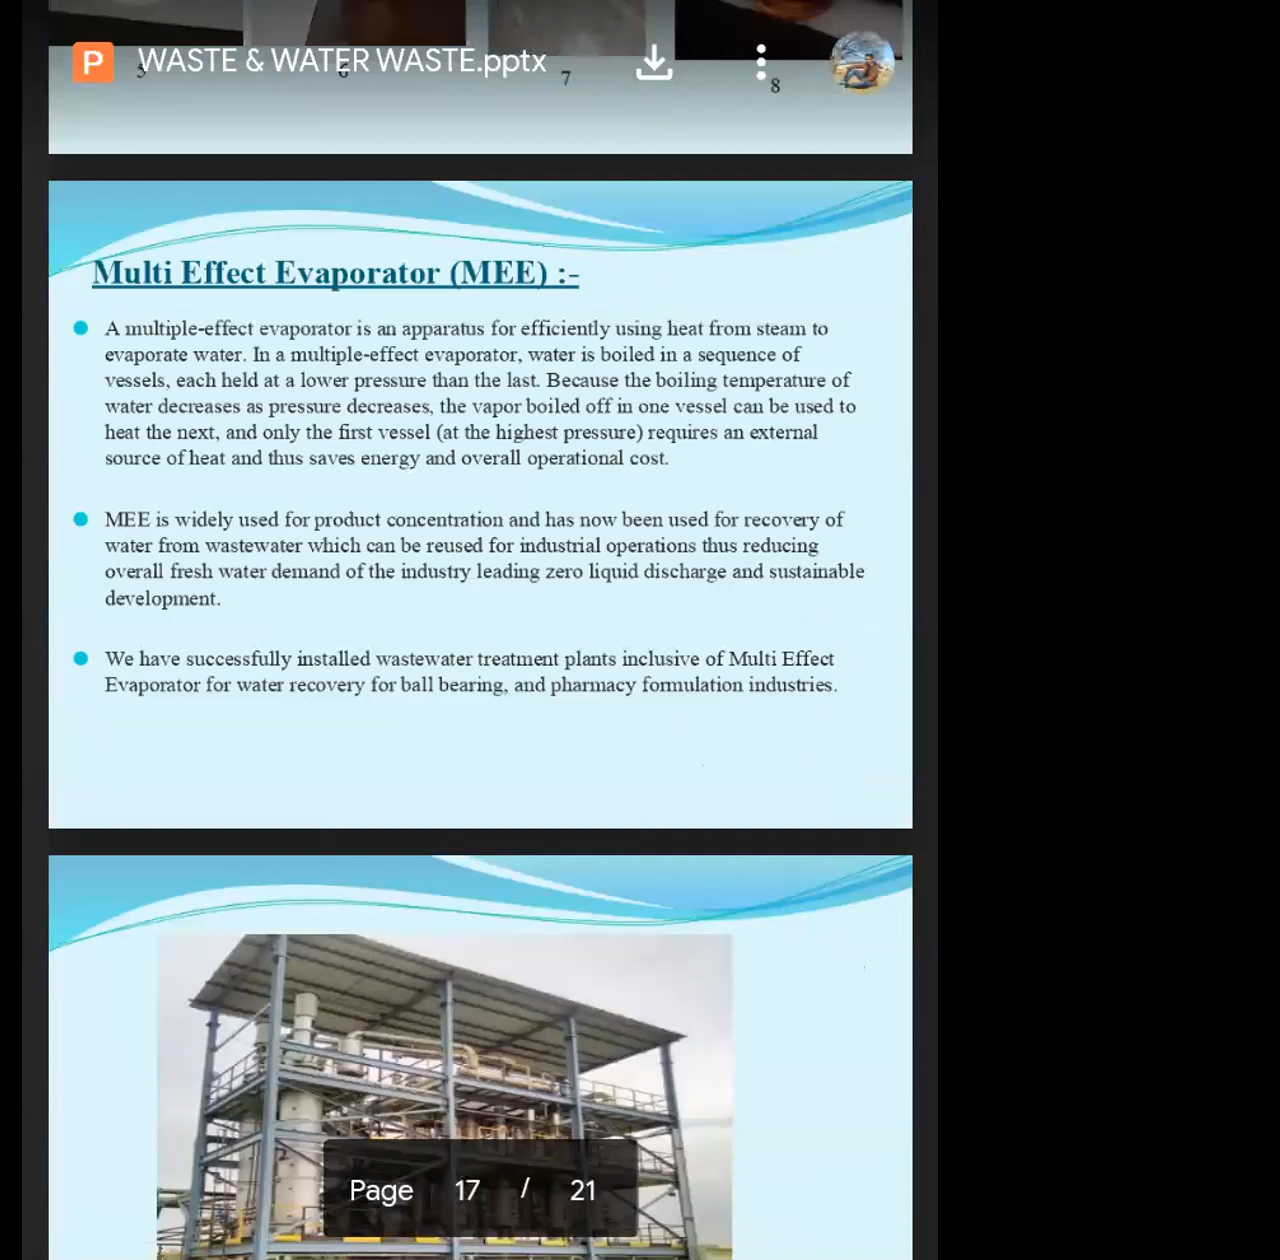 P WASTE & WATER WASTE.pptx
5 6 7 8
Multi Effect Evaporator (MEE) :-
A multiple-effect evaporator is an apparatus for efficiently using heat from steam to
evaporate water. In a multiple-effect evaporator, water is boiled in a sequence of
vessels, each held at a lower pressure than the last. Because the boiling temperature of
water decreases as pressure decreases, the vapor boiled off in one vessel can be used to
heat the next, and only the first vessel (at the highest pressure) requires an external
source of heat and thus saves energy and overall operational cost.
MEE is widely used for product concentration and has now been used for recovery of
water from wastewater which can be reused for industrial operations thus reducing
overall fresh water demand of the industry leading zero liquid discharge and sustainable
development.
We have successfully installed wastewater treatment plants inclusive of Multi Effect
Evaporator for water recovery for ball bearing, and pharmacy formulation industries.
Page 17 / 21